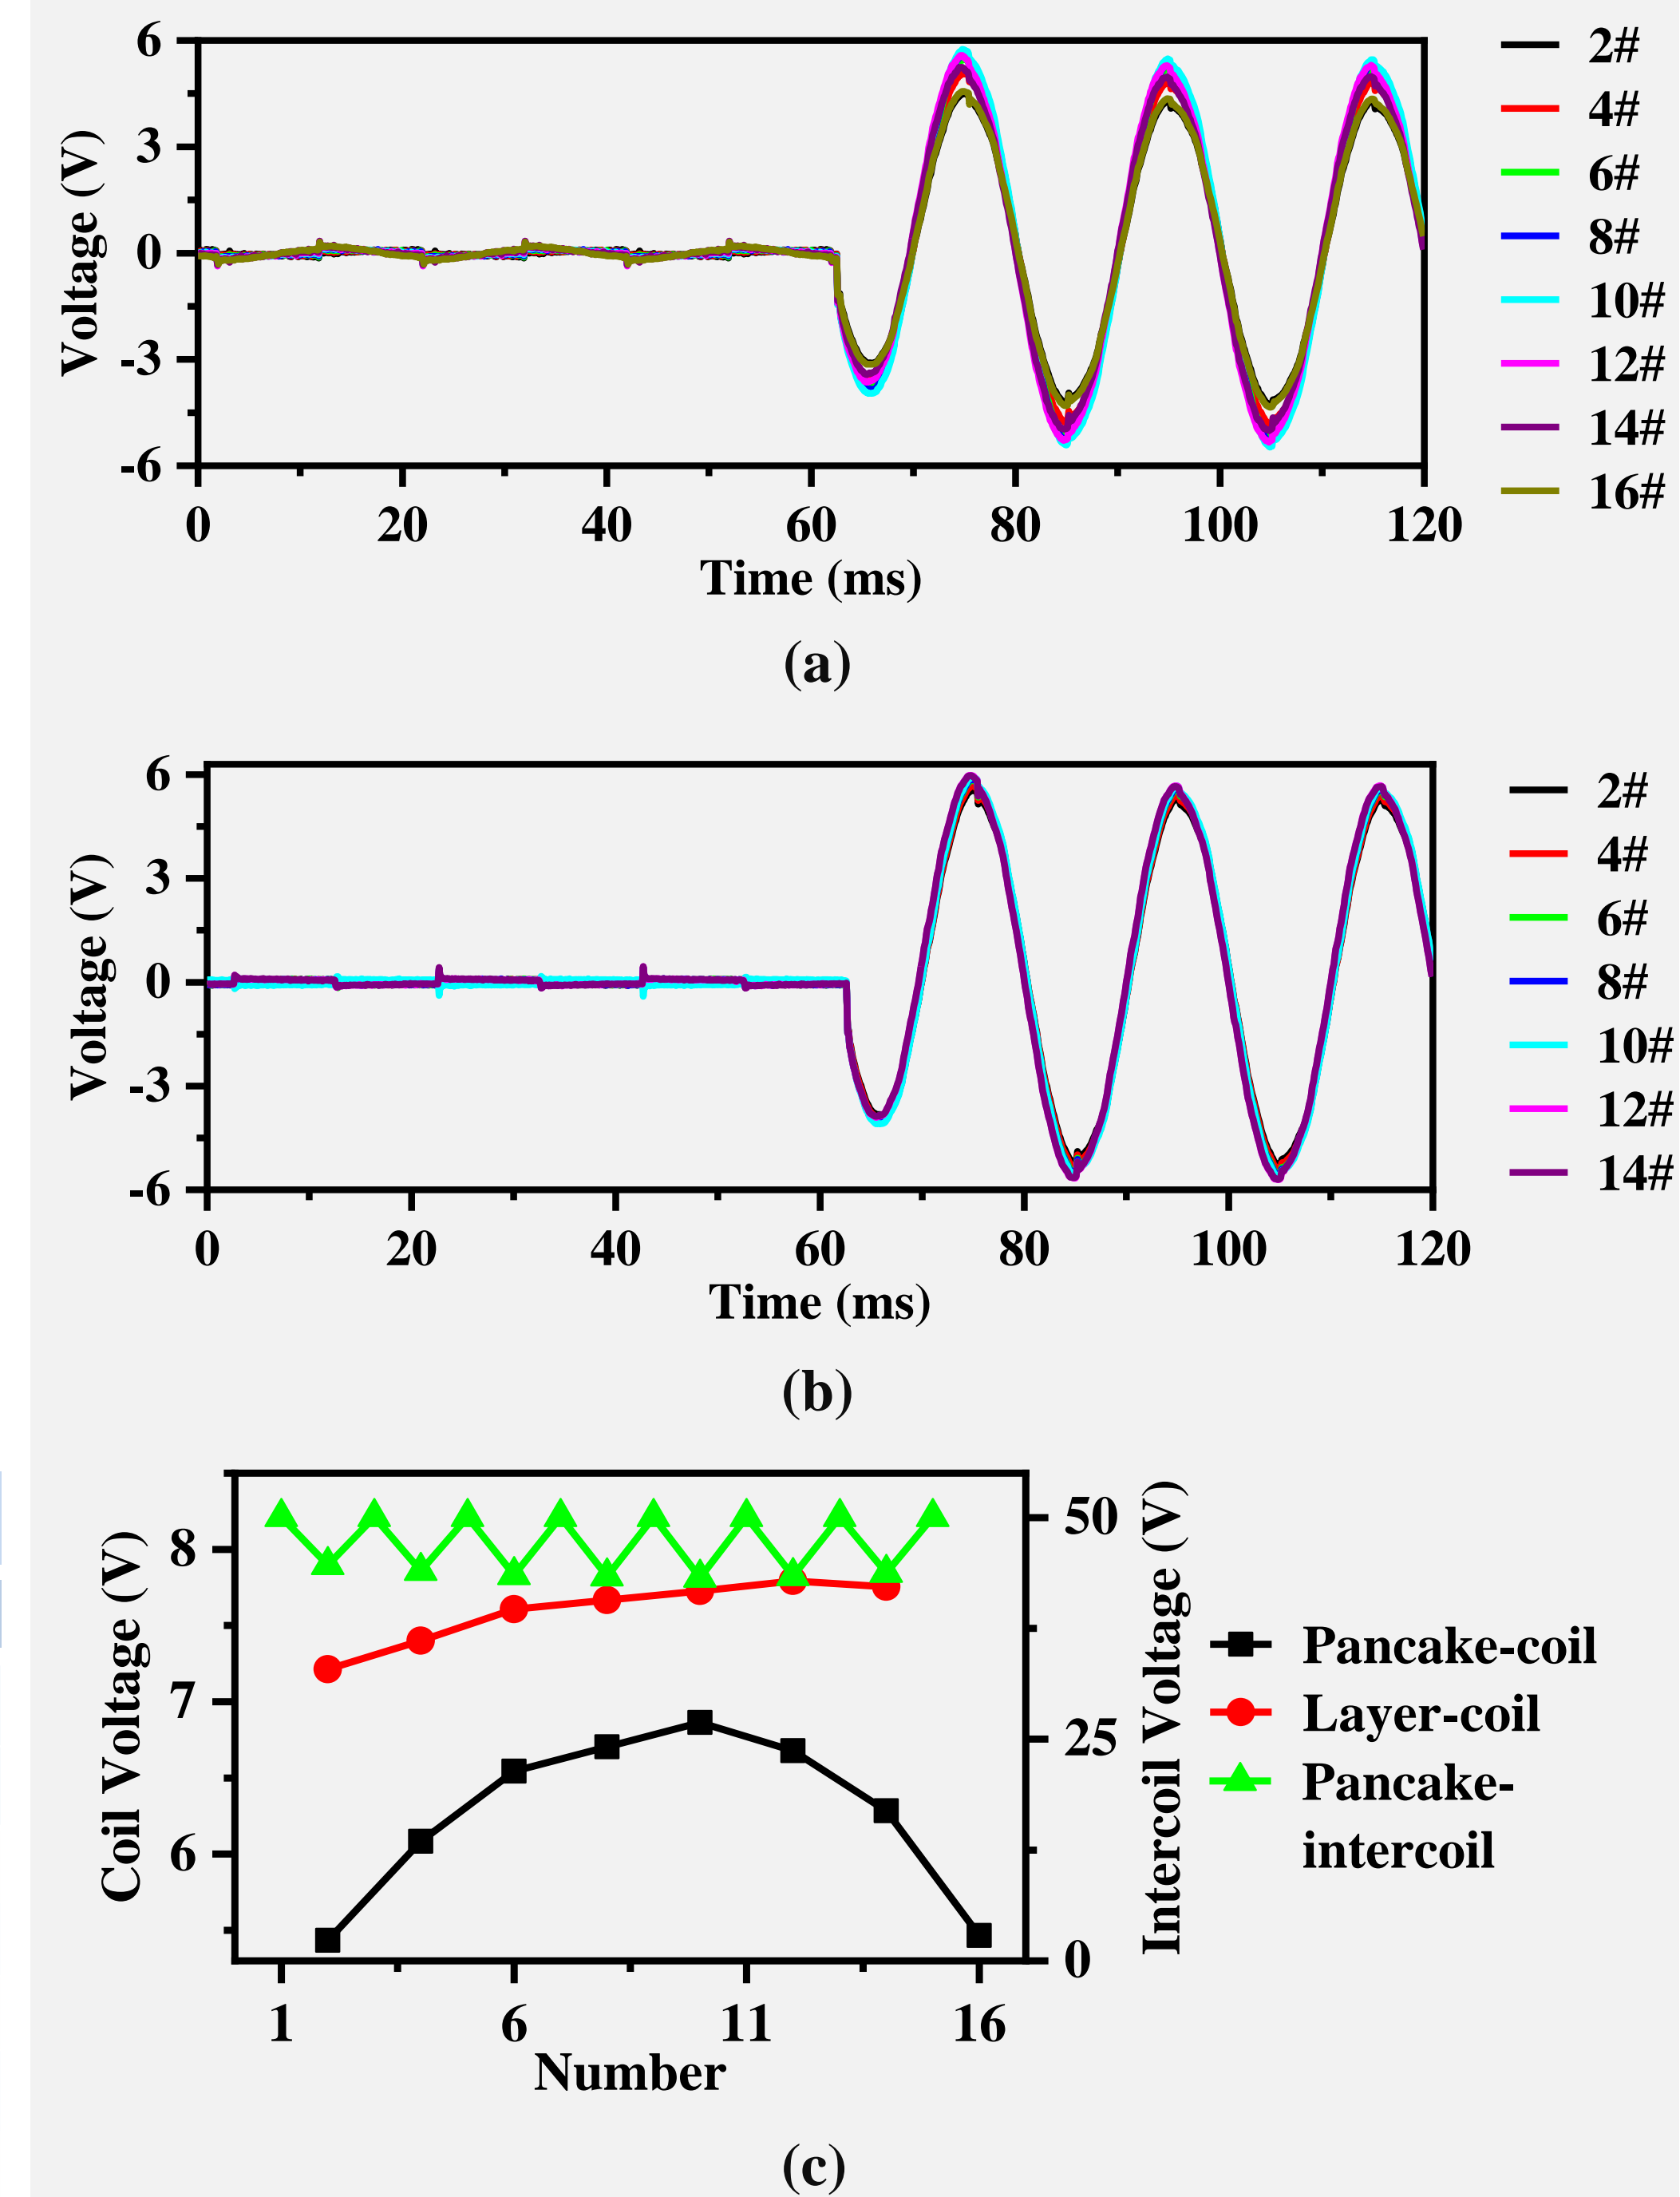 6
3
0
-3
-6
Voltage (V)
0 20 40 60 80 100 120
Time (ms)
2#
4#
6#
8#
10#
12#
14#
16#
(a)
6
3
0
-3
-6
Voltage (V)
0 20 40 60 80 100 120
Time (ms)
2#
4#
6#
8#
10#
12#
14#
(b)
8
7
6
Coil Voltage (V)
50
25
0
Intercoil Voltage (V)
1 6 11 16
Number
Pancake-coil
Layer-coil
Pancake-
intercoil
(c)